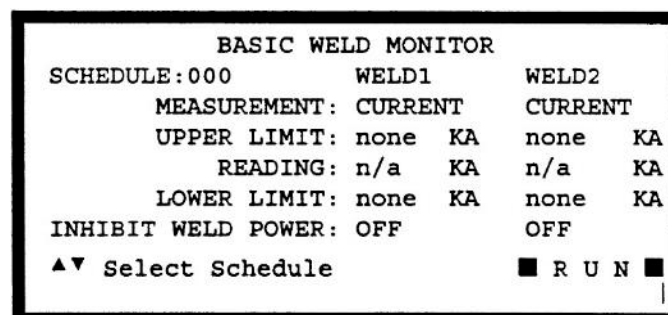 BASIC WELD MONITOR
SCHEDULE:000 WELD1 WELD2
MEASUREMENT: CURRENT CURRENT
UPPER LIMIT: none KA none KA
READING: n/a KA n/a KA
LOWER LIMIT: none KA none KA
INHIBIT WELD POWER: OFF OFF
▲▼ Select Schedule ■ R U N ■